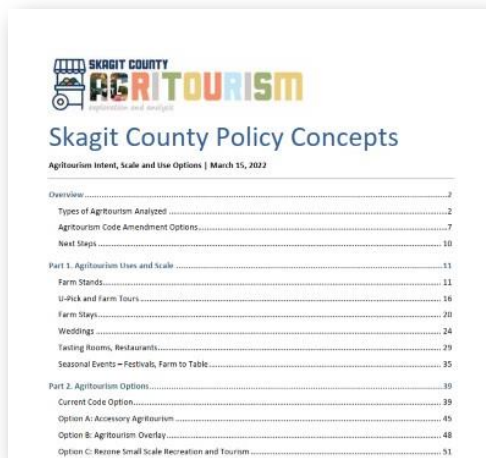 SKAGIT COUNTY
AGRITOURISM
exploration and analysis
Skagit County Policy Concepts
Agritourism Intent, Scale and Use Options | March 15, 2022
Overview 2
Types of Agritourism Analyzed 2
Agritourism Code Amendment Options 7
Next Steps 10
Part 1. Agritourism Uses and Scale 11
Farm Stands 11
U-Pick and Farm Tours 16
Farm Stays 20
Weddings 24
Tasting Rooms, Restaurants 29
Seasonal Events – Festivals, Farm to Table 35
Part 2. Agritourism Options 39
Current Code Option 39
Option A: Accessory Agritourism 45
Option B: Agritourism Overlay 48
Option C: Rezone Small Scale Recreation and Tourism 51